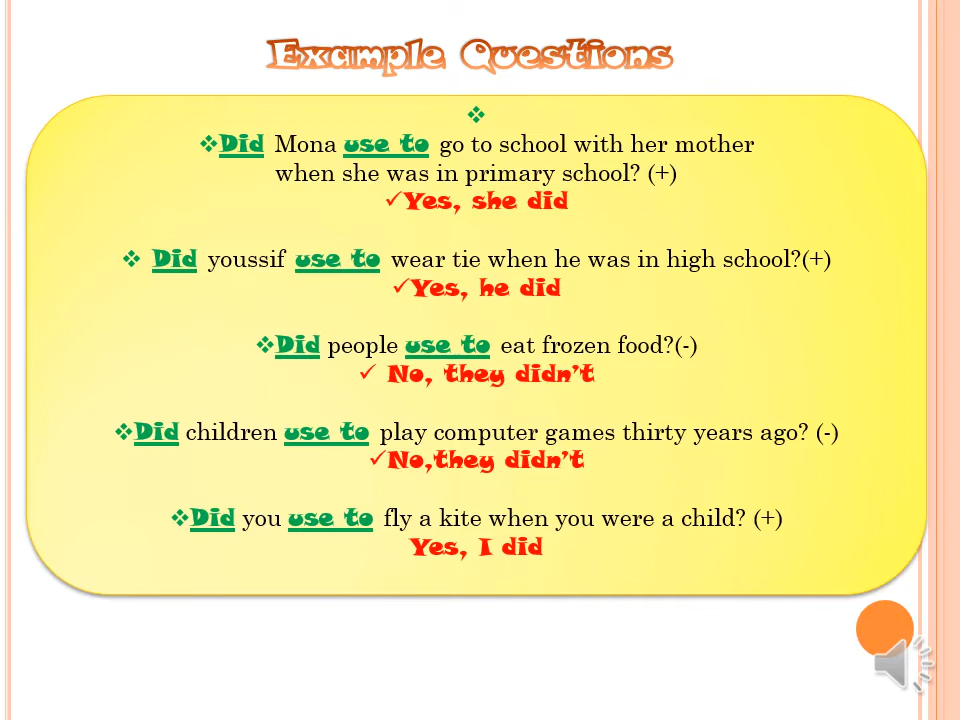 Example Questions
❖
❖Did Mona use to go to school with her mother
when she was in primary school? (+)
✓Yes, she did
❖ Did youssif use to wear tie when he was in high school?(+)
✓Yes, he did
❖Did people use to eat frozen food?(-)
✓ No, they didn't
❖Did children use to play computer games thirty years ago? (-)
✓No,they didn't
❖Did you use to fly a kite when you were a child? (+)
Yes, I did